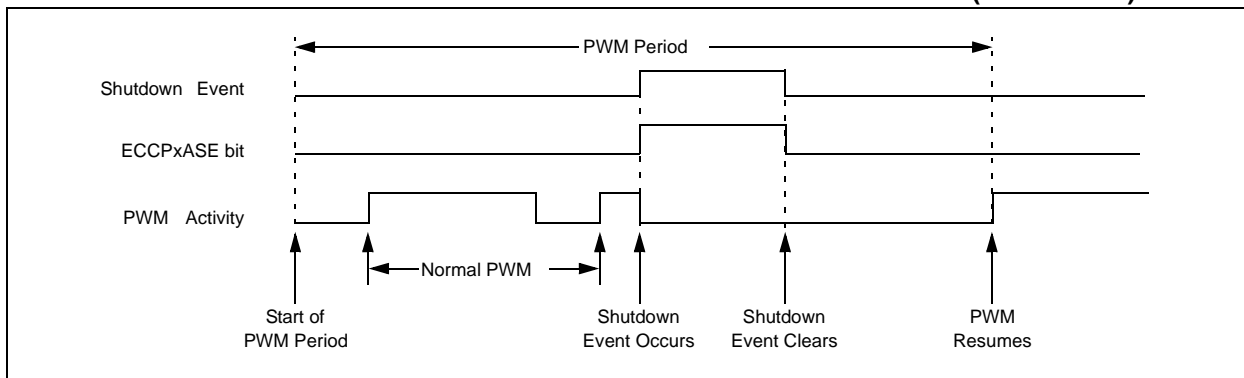 PWM Period
Shutdown Event
ECCPxASE bit
PWM Activity
Normal PWM
Start of
PWM Period
Shutdown
Event Occurs
Shutdown
Event Clears
PWM
Resumes